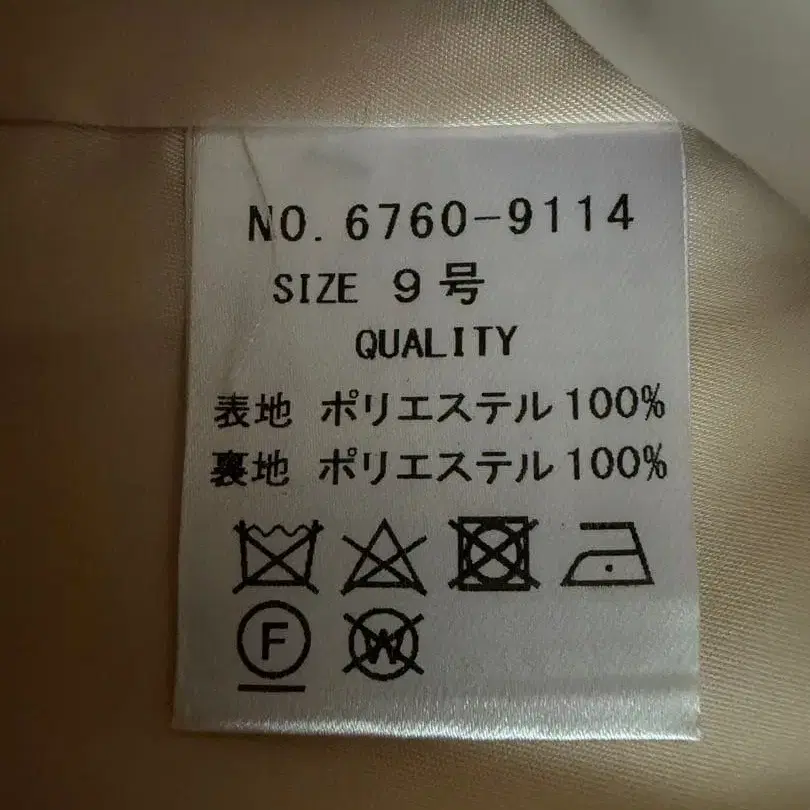 NO. 6760-9114
SIZE 9号
QUALITY
表地 ポリエステル100%
裏地 ポリエステル100%
F W